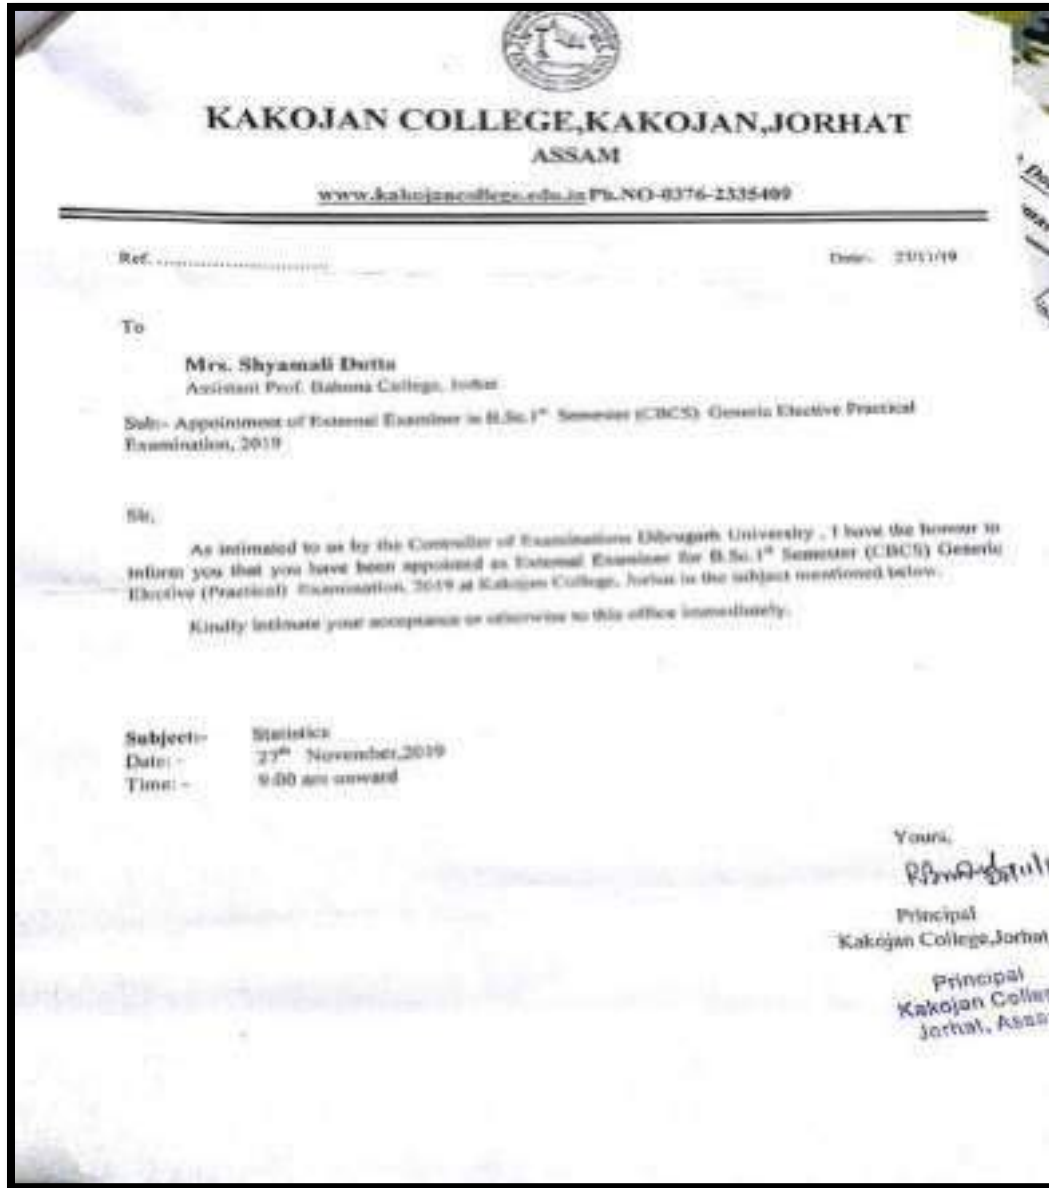 KAKOJAN COLLEGE,KAKOJAN,JORHAT
ASSAM
www.kakojancollege.edu.in Ph.NO-0376-2335409
Ref. ..................................
Date:-
To
Mrs. Shyamali Dutta
Assistant Prof. Bahona College, Jorhat
Sub:- Appointment of External Examiner in B.Sc.1st Semester (CBCS) Generic Elective Practical
Examination, 2019
Sir,
As intimated to us by the Controller of Examinations Dibrugarh University , I have the honour to
inform you that you have been appointed as External Examiner for B.Sc.1st Semester (CBCS) Generic
Elective (Practical) Examination, 2019 at Kakojan College, Jorhat in the subject mentioned below.
Kindly intimate your acceptance or otherwise to this office immediately.
Subject:- Statistics
Date: - 27th November,2019
Time: - 9:00 am onward
Yours,
Principal
Kakojan College,Jorhat
Principal
Kakojan
Jorhat,